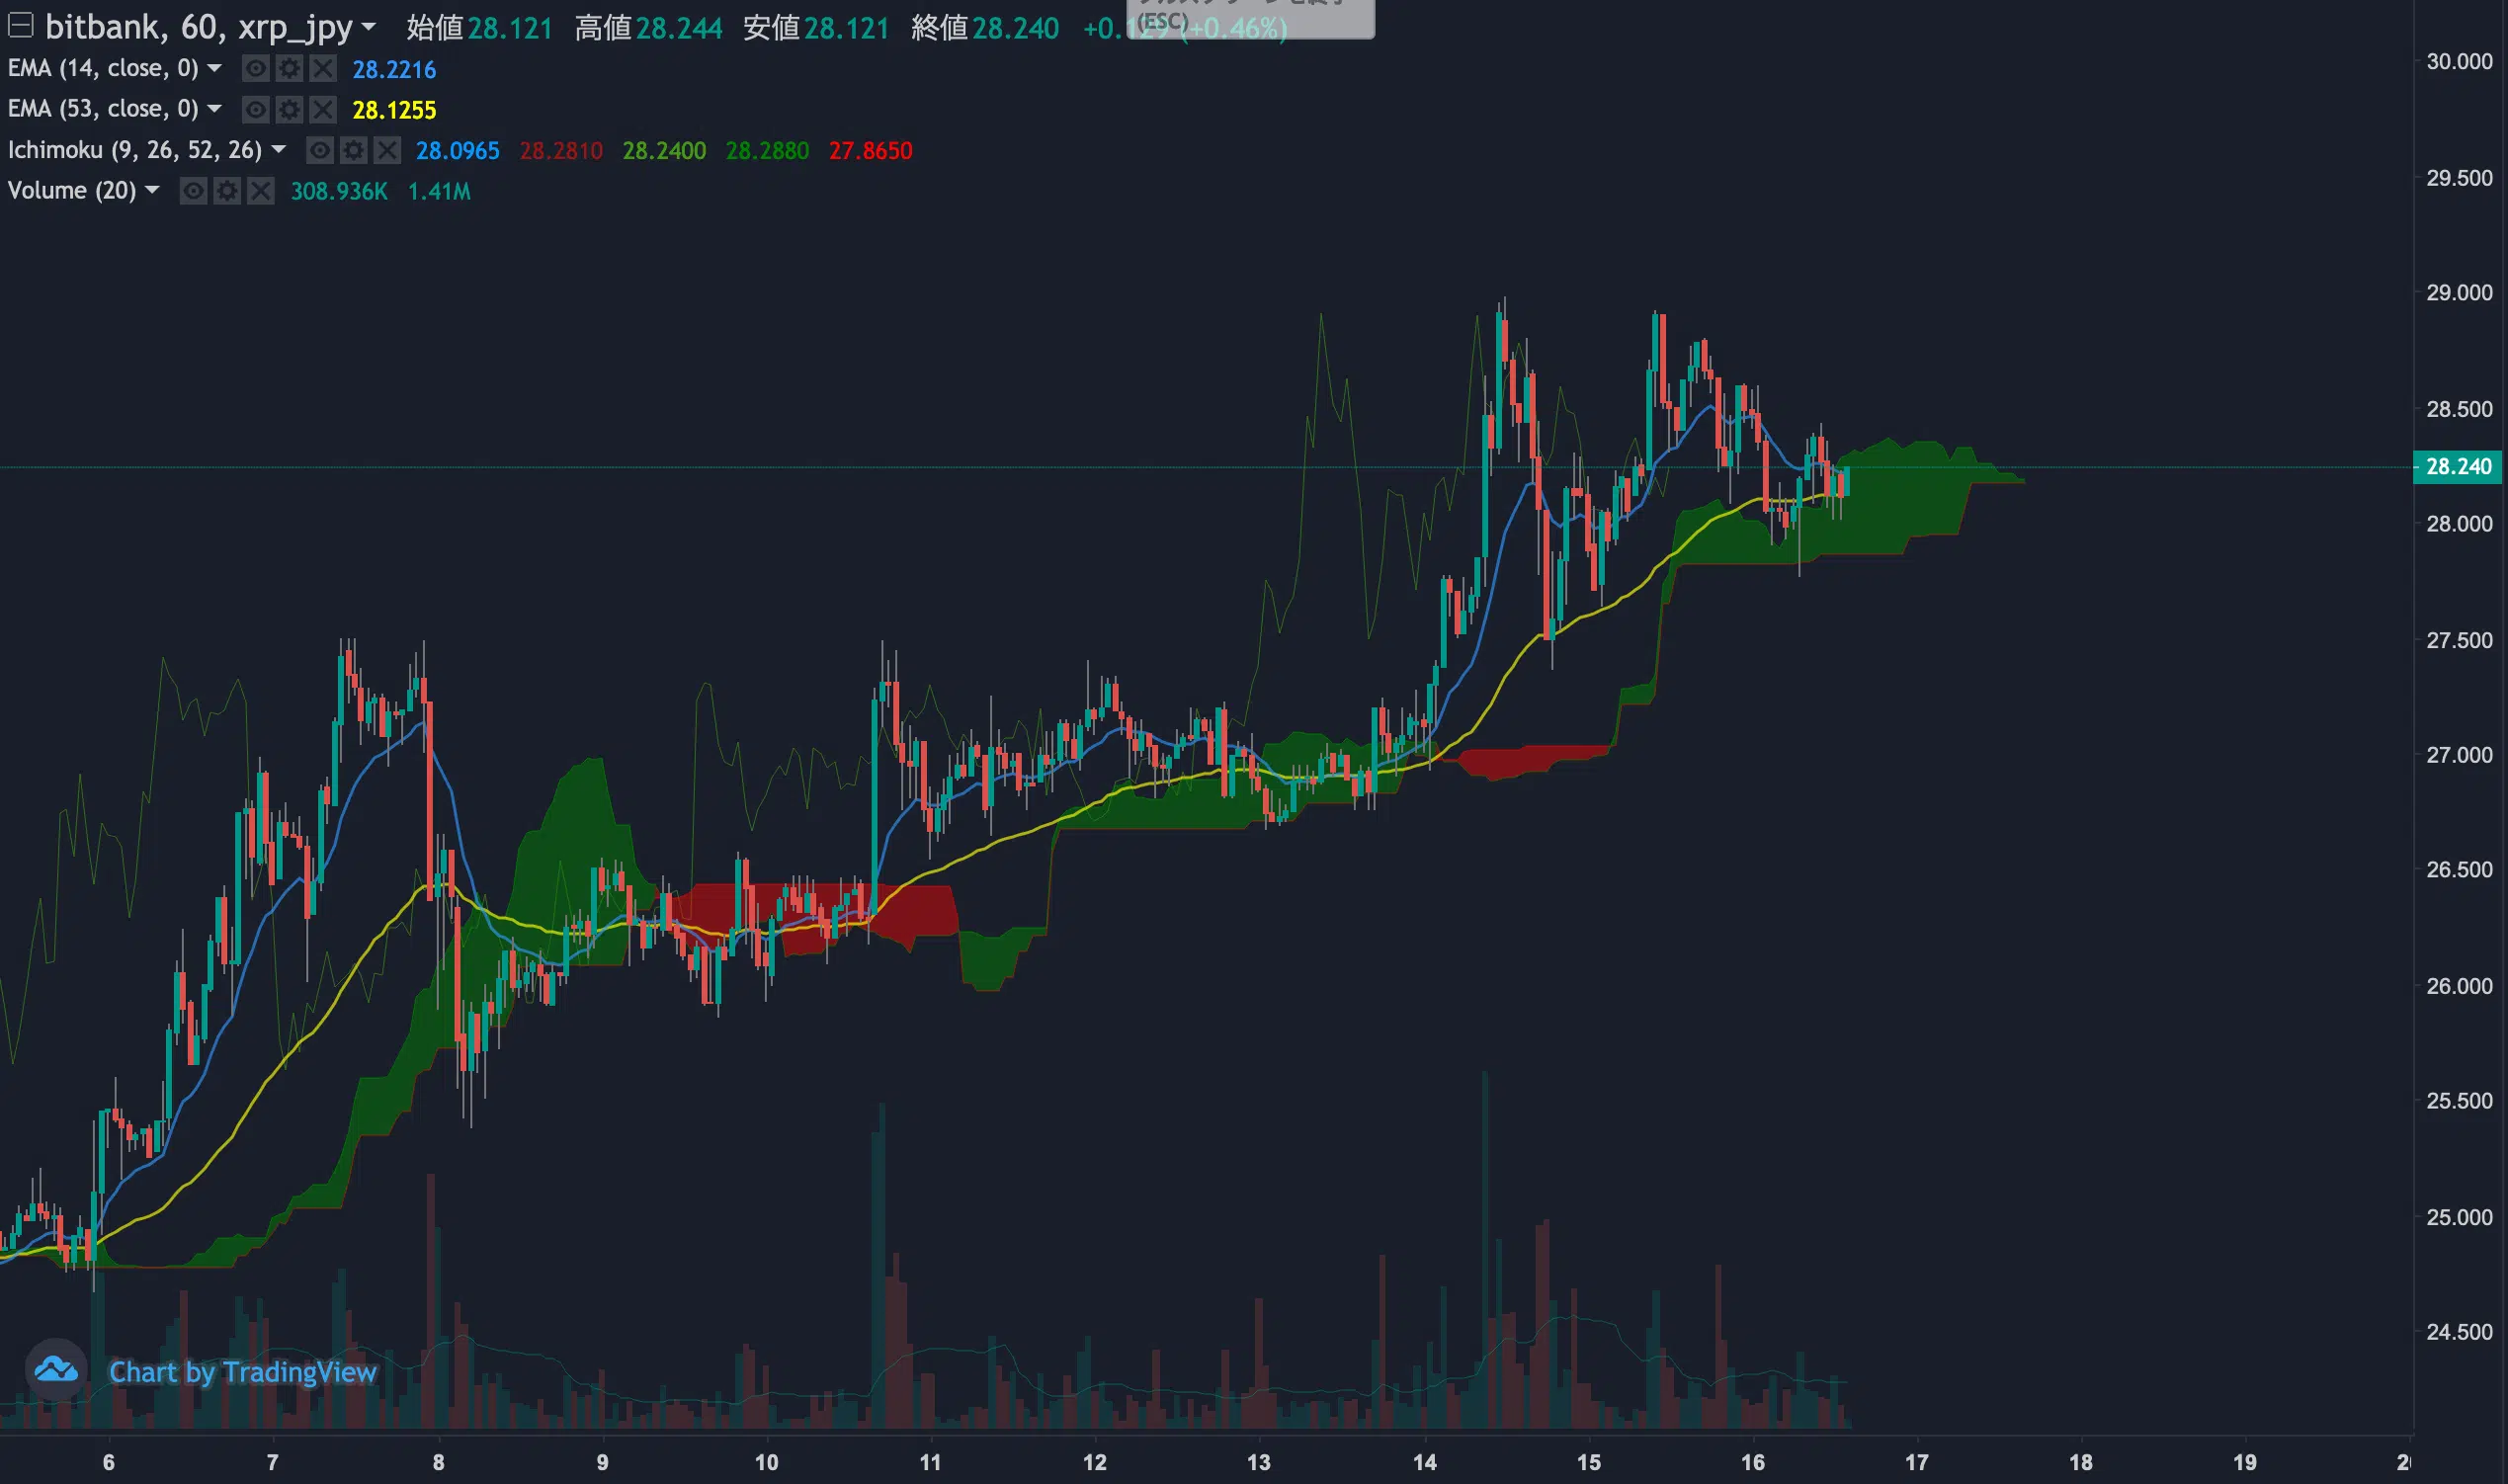 bitbank, 60, xrp_jpy 始値28.121 高値28.244 安値28.121 終値28.240 +0.129 (+0.46%)
(ESC)
EMA (14, close, 0) 28.2216
EMA (53, close, 0) 28.1255
Ichimoku (9, 26, 52, 26) 28.0965 28.2810 28.2400 28.2880 27.8650
Volume (20) 308.936K 1.41M
30.000
29.500
29.000
28.500
28.240
28.000
27.500
27.000
26.500
26.000
25.500
25.000
24.500
Chart by TradingView
6 7 8 9 10 11 12 13 14 15 16 17 18 19